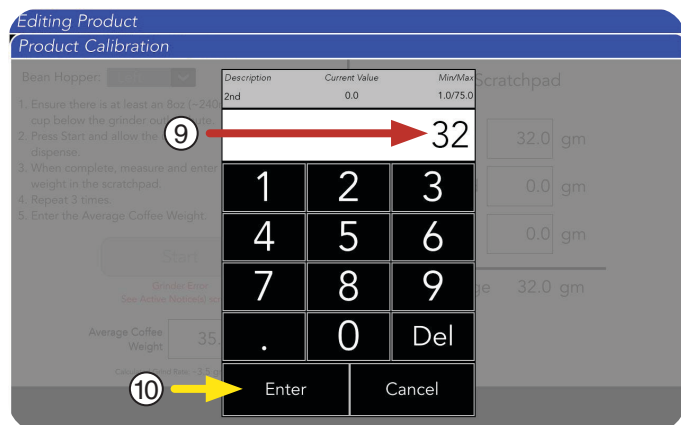 Editing Product
Product Calibration
Bean Hopper:
Scratchpad
1. Ensure there is at least an 8oz (~240
cup below the grinder outlet chute.
2. Press Start and allow the
dispense.
3. When complete, measure and enter
weight in the scratchpad.
4. Repeat 3 times.
5. Enter the Average Coffee Weight.
Start
Grinder Error
See Active Notices
Average Coffee
Weight
35.
32.0 gm
0.0 gm
0.0 gm
ge 32.0 gm
Description Current Value Min/Max
2nd 0.0 1.0/75.0
9
32
1 2 3
4 5 6
7 8 9
. 0 Del
10
Enter Cancel